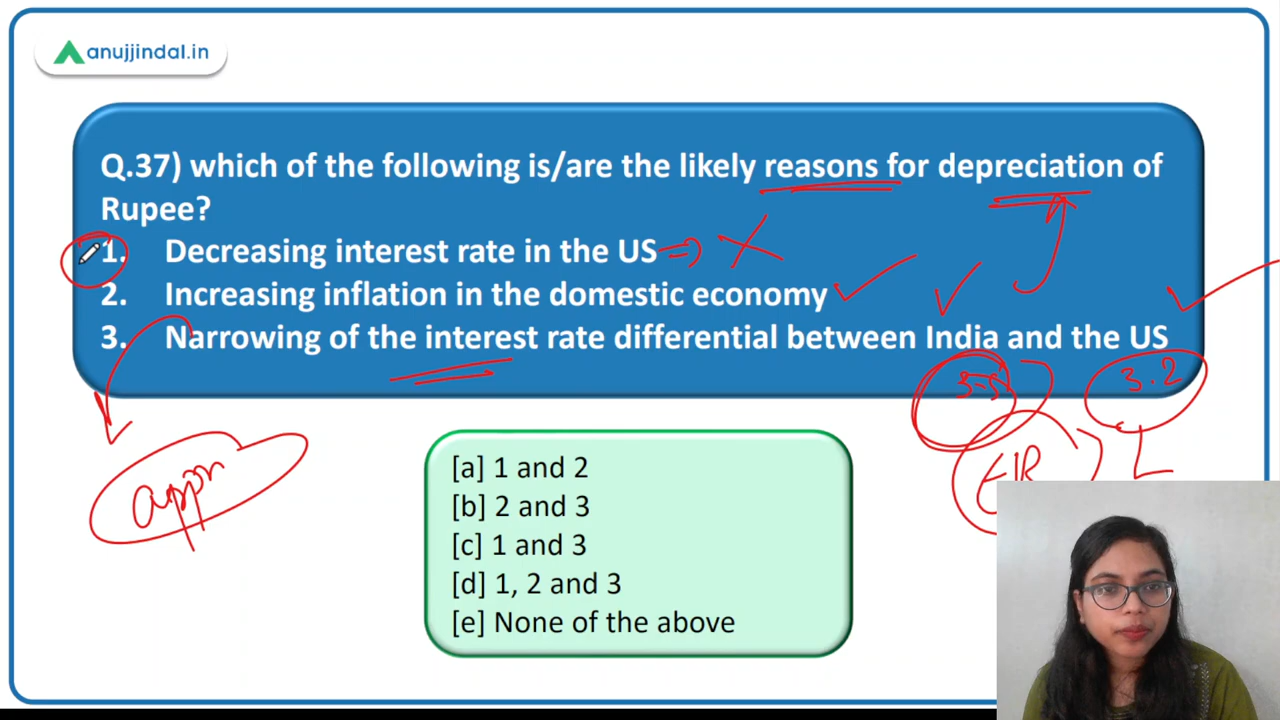 anujjindal.in
Q.37) which of the following is/are the likely reasons for depreciation of
Rupee?
1. Decreasing interest rate in the US
2. Increasing inflation in the domestic economy
3. Narrowing of the interest rate differential between India and the US
3.2
[a] 1 and 2
[b] 2 and 3
[c] 1 and 3
[d] 1, 2 and 3
[e] None of the above